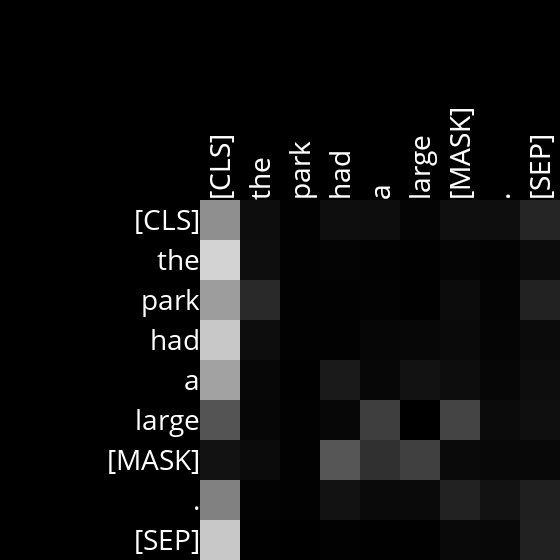 [CLS] the park had a large [MASK] . [SEP]
[CLS]
the
park
had
a
large
[MASK]
.
[SEP]